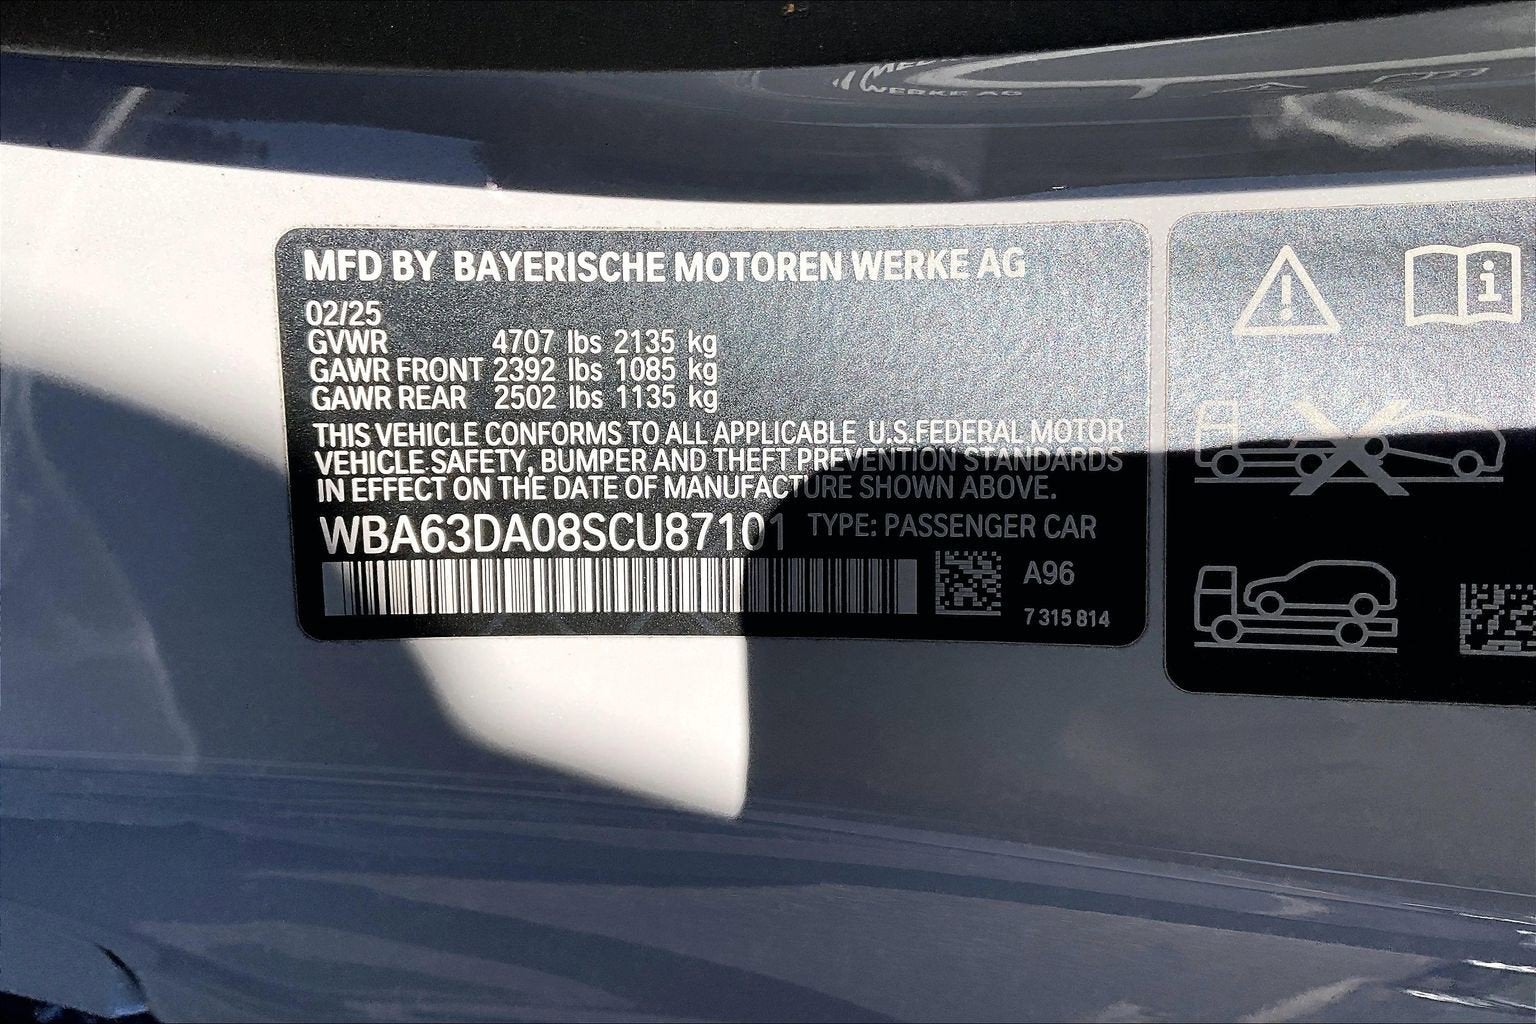 MFD BY BAYERISCHE MOTOREN WERKE AG
02/25
GVWR 4707 lbs 2135 kg
GAWR FRONT 2392 lbs 1085 kg
GAWR REAR 2502 lbs 1135 kg
THIS VEHICLE CONFORMS TO ALL APPLICABLE U.S.FEDERAL MOTOR
VEHICLE SAFETY, BUMPER AND THEFT PREVENTION STANDARDS
IN EFFECT ON THE DATE OF MANUFACTURE SHOWN ABOVE.
WBA63DA08SCU87101 TYPE: PASSENGER CAR
A96
7 315 814
WERKE AG